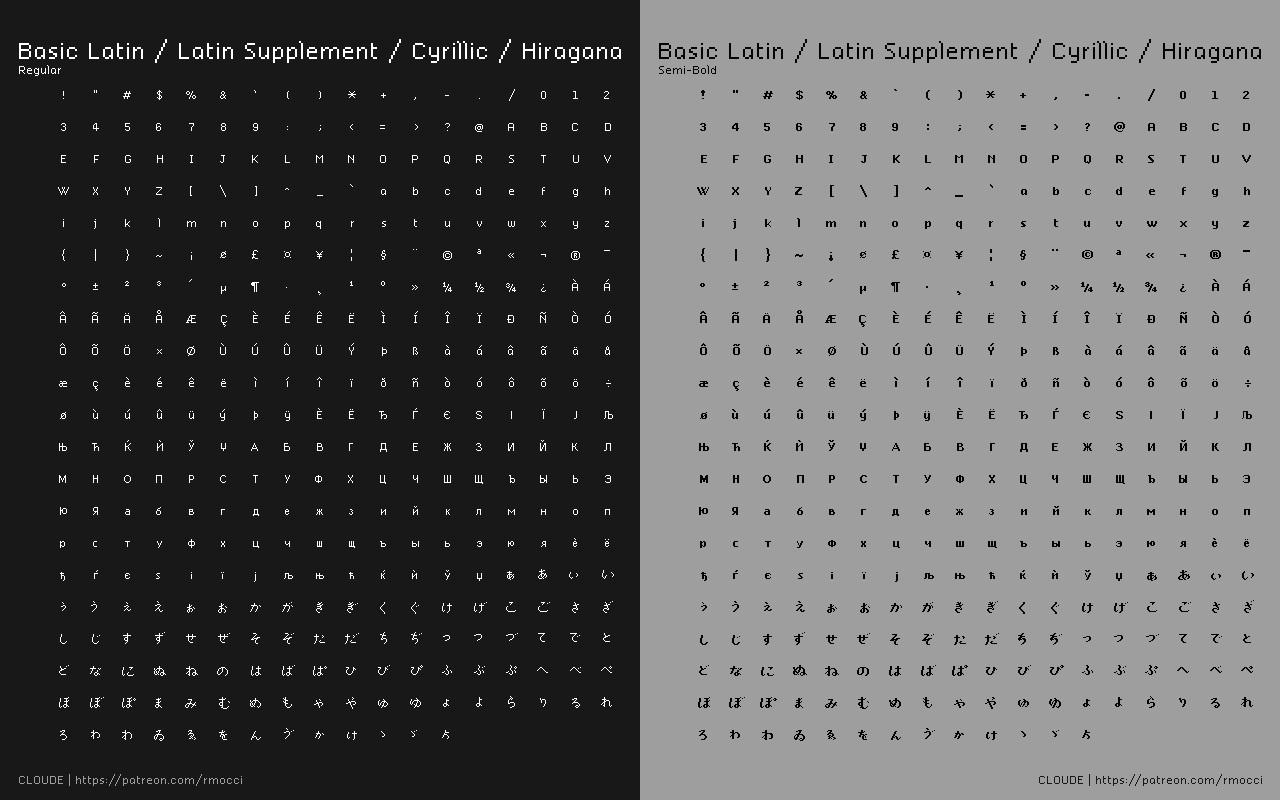 Basic Latin / Latin Supplement / Cyrillic / Hiragana
Regular
! " # $ % & ` ( ) * + , - . / 0 1 2
3 4 5 6 7 8 9 : ; < = > ? @ A B C D
E F G H I J K L M N O P Q R S T U V
W X Y Z [ \ ] ^ _ ` a b c d e f g h
i j k l m n o p q r s t u v w x y z
{ | } ~ ¡ ¢ £ ¤ ¥ ¦ § ¨ © ª « ¬ ® ¯
° ± ² ³ ´ µ ¶ · ¸ ¹ º » ¼ ½ ¾ ¿ À Á
Â Ã Ä Å Æ Ç È É Ê Ë Ì Í Î Ï Ð Ñ Ò Ó
Ô Õ Ö × Ø Ù Ú Û Ü Ý Þ ß à á â ã ä å
æ ç è é ê ë ì í î ï ð ñ ò ó ô õ ö ÷
ø ù ú û ü ý þ ÿ Ѐ Ё Ђ Ѓ Є Ѕ І Ї Ј Љ
Њ Ћ Ќ Ѝ Ў Џ А Б В Г Д Е Ж З И Й К Л
М Н О П Р С Т У Ф Х Ц Ч Ш Щ Ъ Ы Ь Э
Ю Я а б в г д е ж з и й к л м н о п
р с т у ф х ц ч ш щ ъ ы ь э ю я ѐ ё
ђ ѓ є ѕ і ї ј љ њ ћ ќ ѝ ў џ ぁ あ ぃ い
ぅ う ぇ え ぉ お か が き ぎ く ぐ け げ こ ご さ ざ
し じ す ず せ ぜ そ ぞ た だ ち ぢ っ つ づ て で と
ど な に ぬ ね の は ば ぱ ひ び ぴ ふ ぶ ぷ へ べ ぺ
ほ ぼ ぽ ま み む め も ゃ や ゅ ゆ ょ よ ら り る れ
ろ ゎ わ ゐ ゑ を ん ゔ ゕ ゖ ゝ ゞ ゟ
CLOUDE | https://patreon.com/rmocci
Basic Latin / Latin Supplement / Cyrillic / Hiragana
Semi-Bold
! " # $ % & ` ( ) * + , - . / 0 1 2
3 4 5 6 7 8 9 : ; < = > ? @ A B C D
E F G H I J K L M N O P Q R S T U V
W X Y Z [ \ ] ^ _ ` a b c d e f g h
i j k l m n o p q r s t u v w x y z
{ | } ~ ¡ ¢ £ ¤ ¥ ¦ § ¨ © ª « ¬ ® ¯
° ± ² ³ ´ µ ¶ · ¸ ¹ º » ¼ ½ ¾ ¿ À Á
Â Ã Ä Å Æ Ç È É Ê Ë Ì Í Î Ï Ð Ñ Ò Ó
Ô Õ Ö × Ø Ù Ú Û Ü Ý Þ ß à á â ã ä å
æ ç è é ê ë ì í î ï ð ñ ò ó ô õ ö ÷
ø ù ú û ü ý þ ÿ Ѐ Ё Ђ Ѓ Є Ѕ І Ї Ј Љ
Њ Ћ Ќ Ѝ Ў Џ А Б В Г Д Е Ж З И Й К Л
М Н О П Р С Т У Ф Х Ц Ч Ш Щ Ъ Ы Ь Э
Ю Я а б в г д е ж з и й к л м н о п
р с т у ф х ц ч ш щ ъ ы ь э ю я ѐ ё
ђ ѓ є ѕ і ї ј љ њ ћ ќ ѝ ў џ ぁ あ ぃ い
ぅ う ぇ え ぉ お か が き ぎ く ぐ け げ こ ご さ ざ
し じ す ず せ ぜ そ ぞ た だ ち ぢ っ つ づ て で と
ど な に ぬ ね の は ば ぱ ひ び ぴ ふ ぶ ぷ へ べ ぺ
ほ ぼ ぽ ま み む め も ゃ や ゅ ゆ ょ よ ら り る れ
ろ ゎ わ ゐ ゑ を ん ゔ ゕ ゖ ゝ ゞ ゟ
CLOUDE | https://patreon.com/rmocci